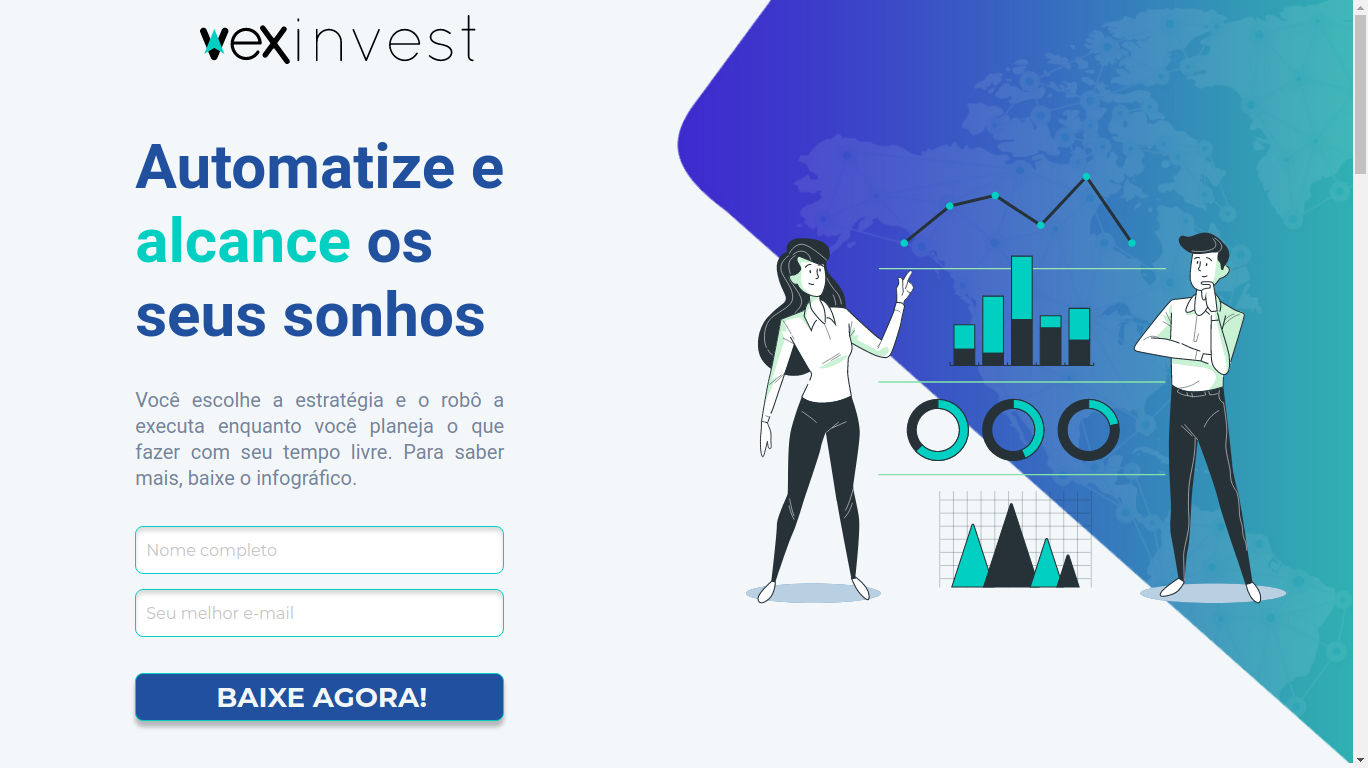 vexinvest
Automatize e
alcance os
seus sonhos
Você escolhe a estratégia e o robô a
executa enquanto você planeja o que
fazer com seu tempo livre. Para saber
mais, baixe o infográfico.
Nome completo
Seu melhor e-mail
BAIXE AGORA!